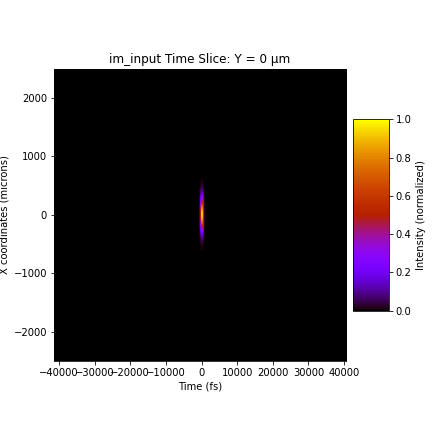 im_input Time Slice: Y = 0 µm
2000
1000
0
−1000
−2000
X coordinates (microns)
−40000 −30000 −20000 −10000 0 10000 20000 30000 40000
Time (fs)
1.0
0.8
0.6
0.4
0.2
0.0
Intensity (normalized)